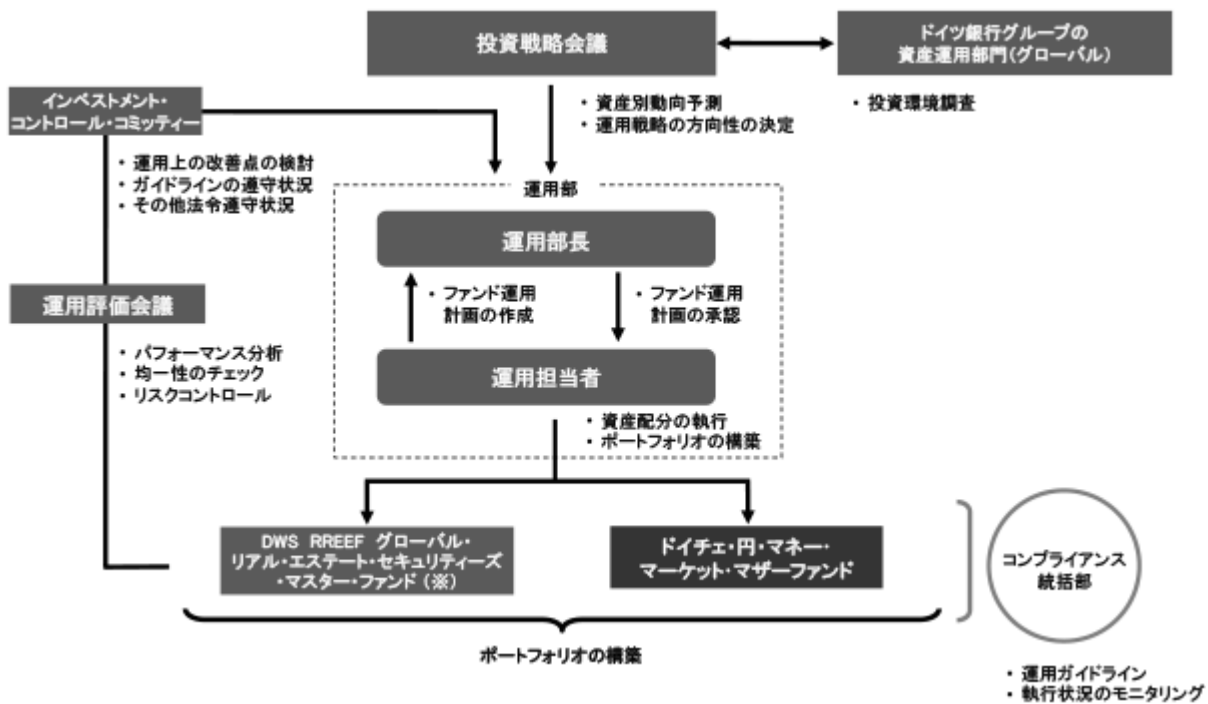 投資戦略会議
ドイツ銀行グループの
資産運用部門(グローバル)
・資産別動向予測
・運用戦略の方向性の決定
・投資環境調査
インベストメント・
コントロール・コミッティー
・運用上の改善点の検討
・ガイドラインの遵守状況
・その他法令遵守状況
運用部
運用部長
・ファンド運用
計画の作成
・ファンド運用
計画の承認
運用評価会議
・パフォーマンス分析
・均一性のチェック
・リスクコントロール
運用担当者
・資産配分の執行
・ポートフォリオの構築
DWS RREEF グローバル・
リアル・エステート・セキュリティーズ
・マスター・ファンド(※)
ドイチェ・円・マネー・
マーケット・マザーファンド
コンプライアンス
統括部
ポートフォリオの構築
・運用ガイドライン
・執行状況のモニタリング